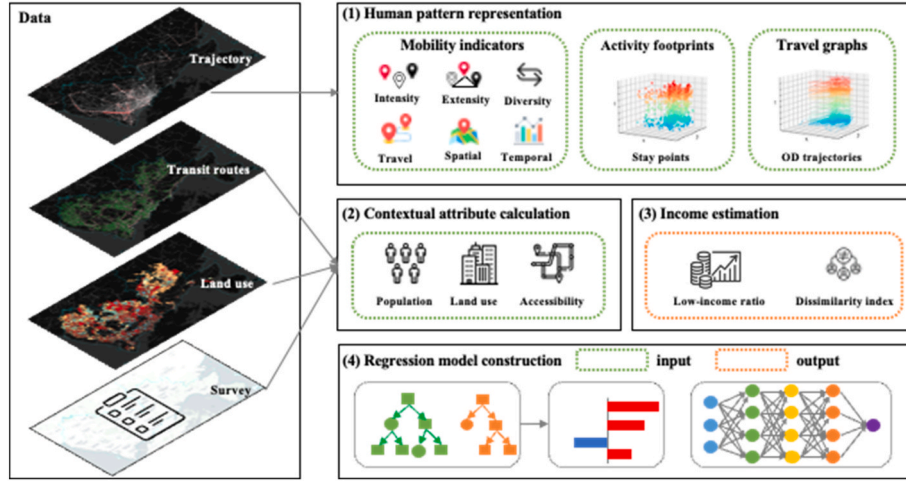 Data
Trajectory
Transit routes
Land use
Survey
(1) Human pattern representation
Mobility indicators
Intensity Extensity Diversity
Travel Spatial Temporal
Activity footprints
Stay points
Travel graphs
OD trajectories
(2) Contextual attribute calculation
Population Land use Accessibility
(3) Income estimation
Low-income ratio Dissimilarity index
(4) Regression model construction input output